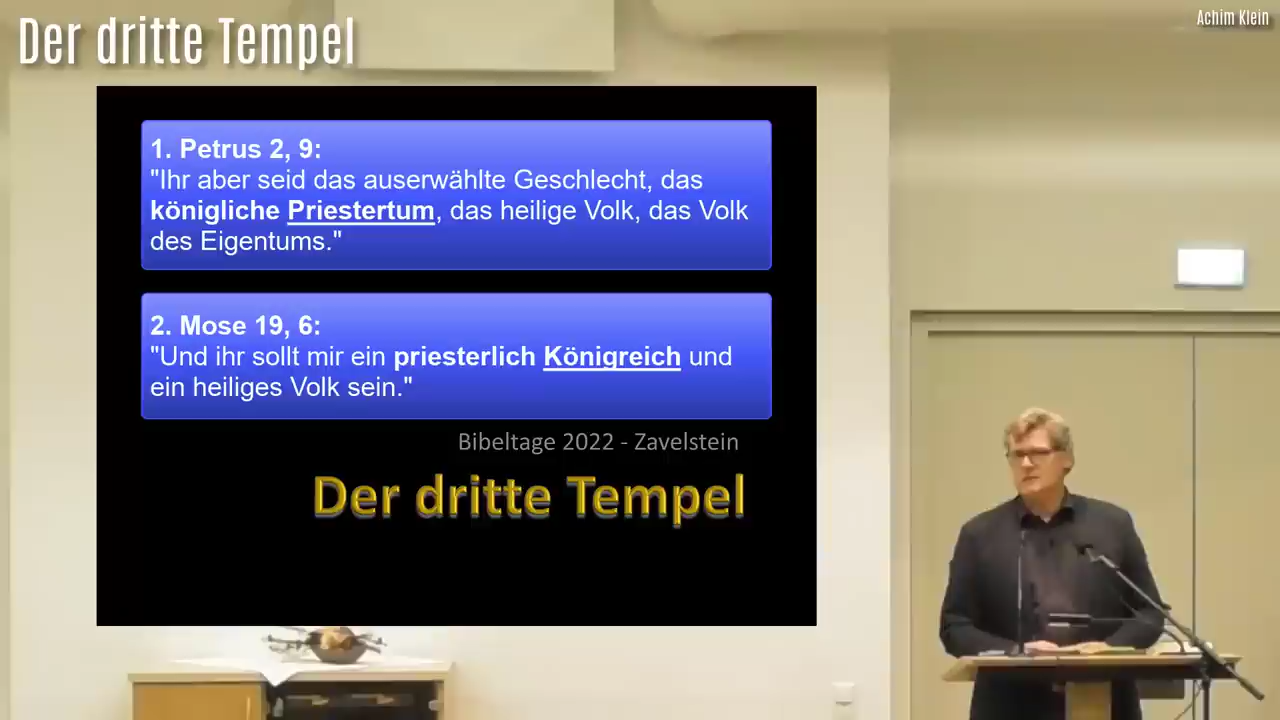 Der dritte Tempel
Achim Klein
1. Petrus 2, 9:
"Ihr aber seid das auserwählte Geschlecht, das
königliche Priestertum, das heilige Volk, das Volk
des Eigentums."
2. Mose 19, 6:
"Und ihr sollt mir ein priesterlich Königreich und
ein heiliges Volk sein."
Bibeltage 2022 - Zavelstein
Der dritte Tempel